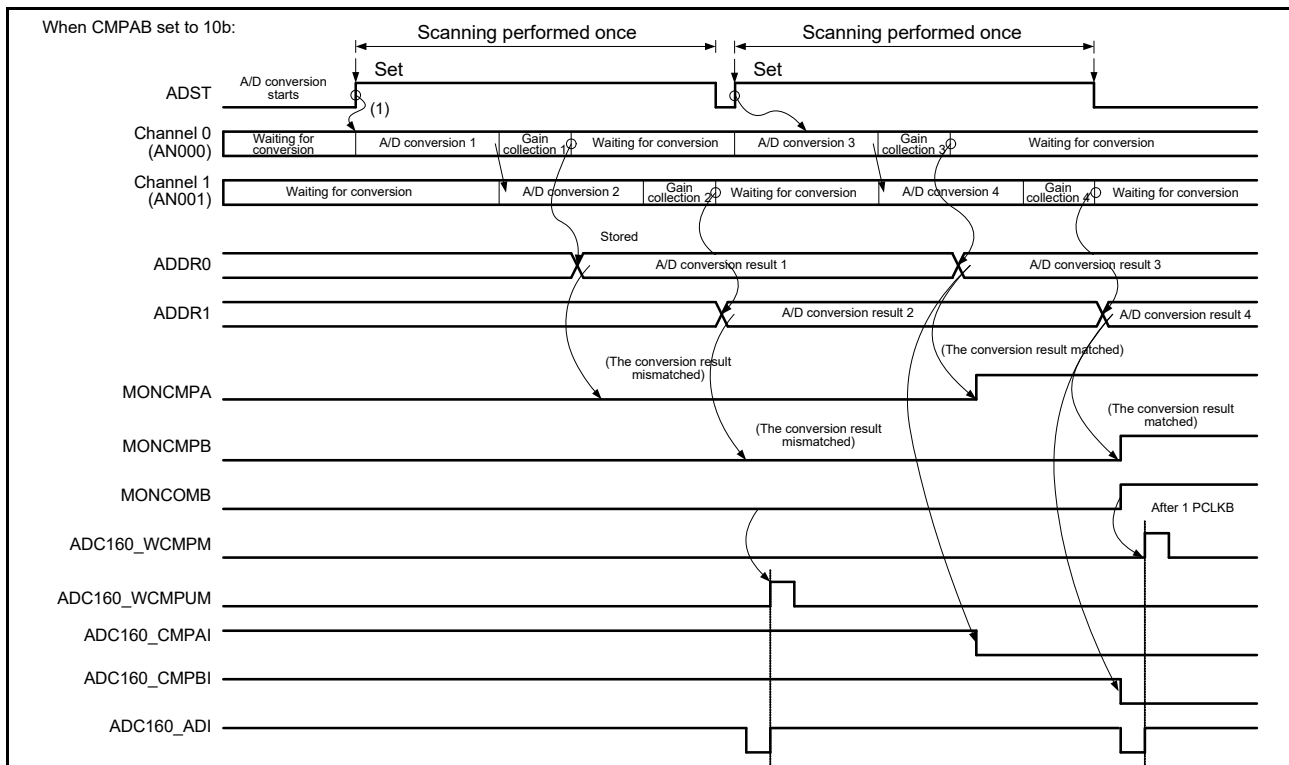 When CMPAB set to 10b:
Scanning performed once
Scanning performed once
Set
Set
ADST
A/D conversion
starts
(1)
Channel 0
(AN000)
Waiting for
conversion
A/D conversion 1
Gain
collection 1
Waiting for conversion
A/D conversion 3
Gain
collection 3
Waiting for conversion
Channel 1
(AN001)
Waiting for conversion
A/D conversion 2
Gain
collection 2
Waiting for conversion
A/D conversion 4
Gain
collection 4
Waiting for conversion
Stored
ADDR0
A/D conversion result 1
A/D conversion result 3
ADDR1
A/D conversion result 2
A/D conversion result 4
(The conversion result
mismatched)
(The conversion result matched)
MONCMPA
(The conversion result
mismatched)
(The conversion result
matched)
MONCMPB
MONCOMB
After 1 PCLKB
ADC160_WCMPM
ADC160_WCMPUM
ADC160_CMPAI
ADC160_CMPBI
ADC160_ADI